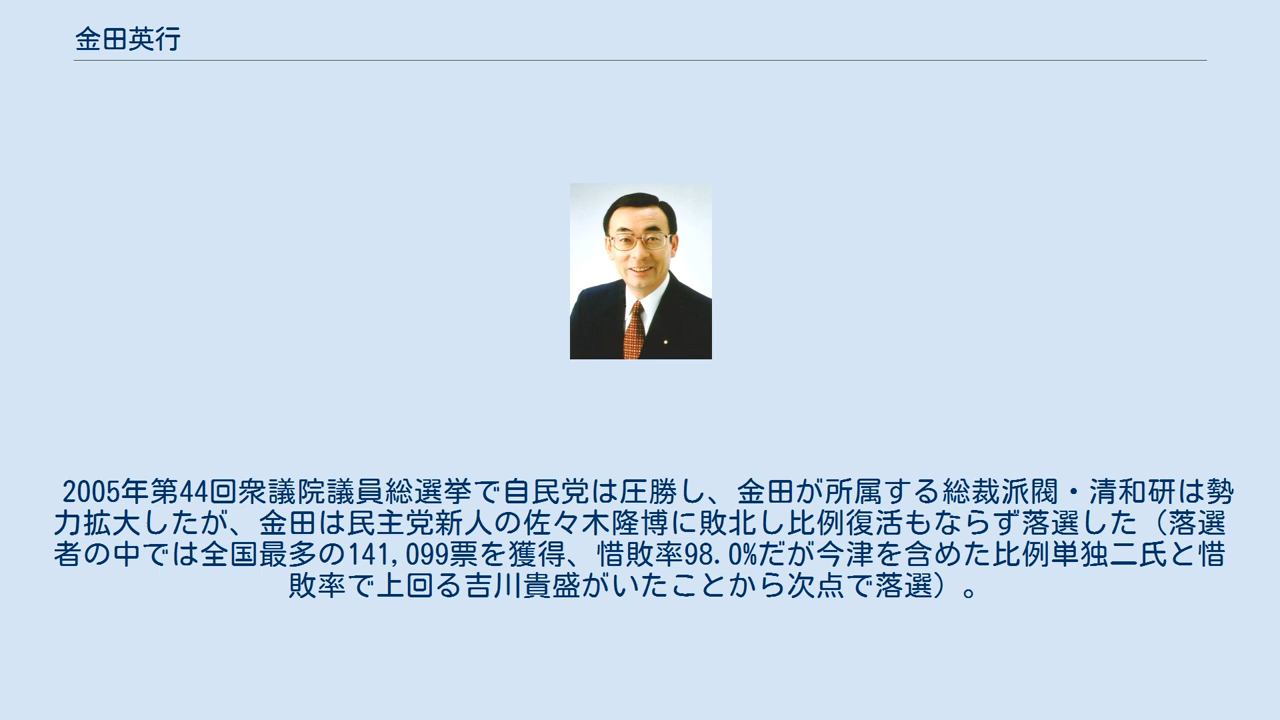 金田英行
2005年第44回衆議院議員総選挙で自民党は圧勝し、金田が所属する総裁派閥・清和研は勢
力拡大したが、金田は民主党新人の佐々木隆博に敗北し比例復活もならず落選した（落選
者の中では全国最多の141,099票を獲得、惜敗率98.0%だが今津を含めた比例単独二氏と惜
敗率で上回る吉川貴盛がいたことから次点で落選）。